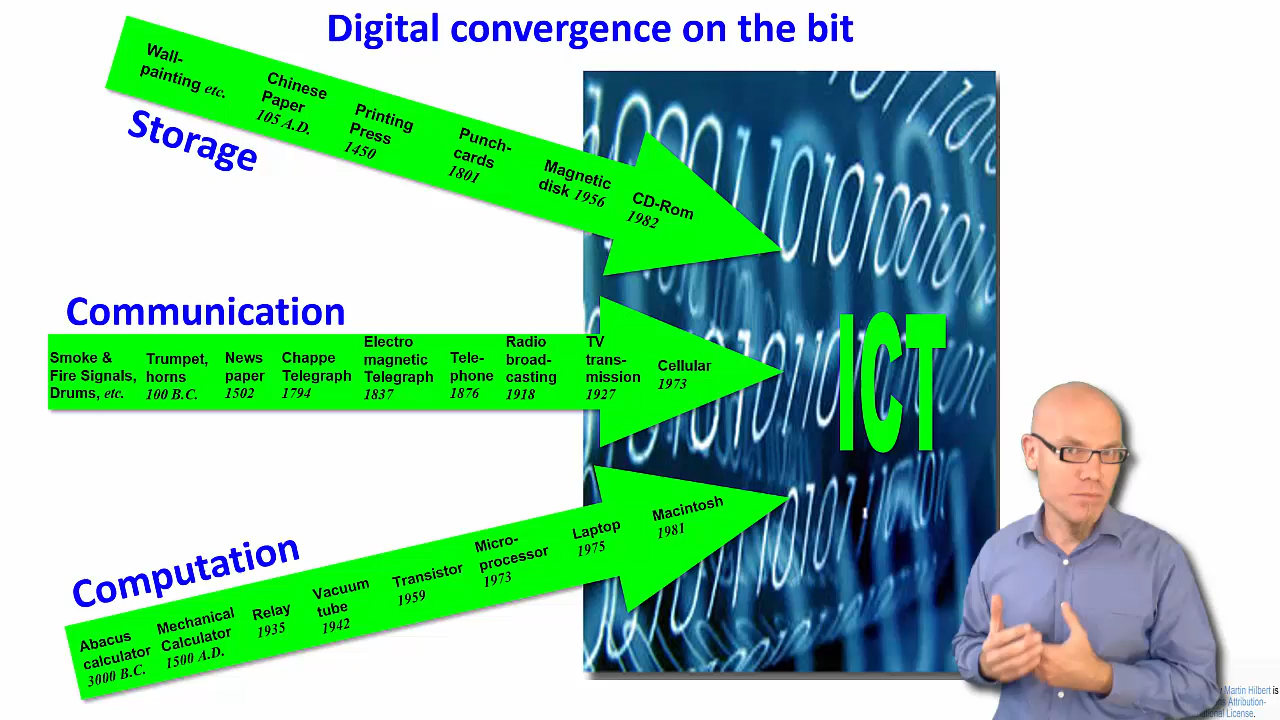 Digital convergence on the bit
Wall-
painting etc.
Chinese
Paper
105 A.D.
Printing
Press
1450
Punch-
cards
1801
Magnetic
disk 1956
CD-Rom
1982
Storage
Communication
Smoke &
Fire Signals,
Drums, etc.
Trumpet,
horns
100 B.C.
News
paper
1502
Chappe
Telegraph
1794
Electro
magnetic
Telegraph
1837
Tele-
phone
1876
Radio
broad-
casting
1918
TV
trans-
mission
1927
Cellular
1973
ICT
Computation
Abacus
calculator
3000 B.C.
Mechanical
Calculator
1500 A.D.
Relay
1935
Vacuum
tube
1942
Transistor
1959
Micro-
processor
1973
Laptop
1975
Macintosh
1981
Martin Hilbert is
Attribution-
License.